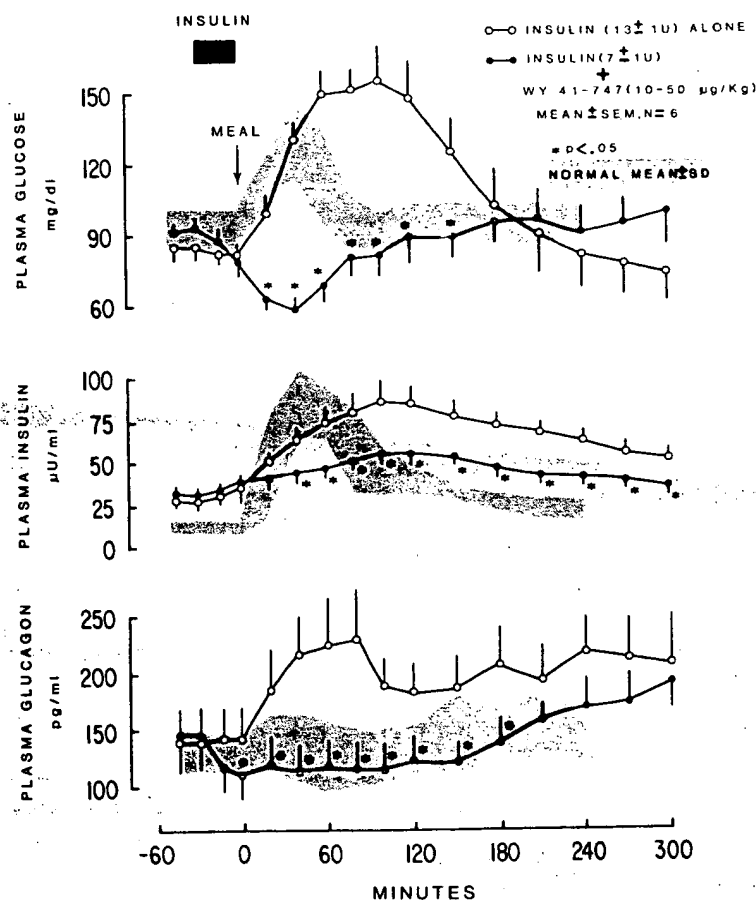 INSULIN
INSULIN (13 ± 1U) ALONE
INSULIN (7 ± 1U)
+
WY 41-747 (10-50 µg/Kg)
MEAN ± SEM, N = 6
* p < .05
NORMAL MEAN ± SD
MEAL
PLASMA GLUCOSE
mg/dl
150
120
90
60
PLASMA INSULIN
µU/ml
100
75
50
25
0
PLASMA GLUCAGON
pg/ml
250
200
150
100
-60 0 60 120 180 240 300
MINUTES